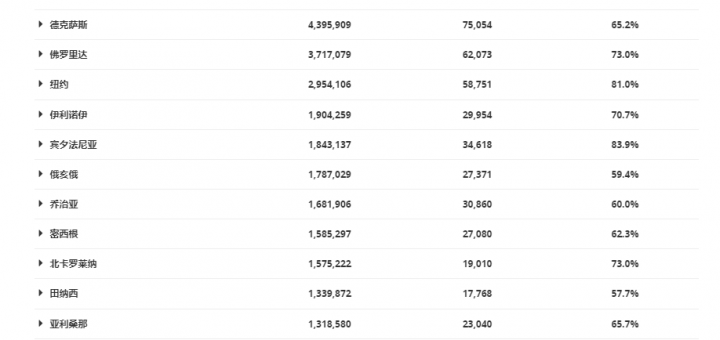 德克萨斯 4,395,909 75,054 65.2%
佛罗里达 3,717,079 62,073 73.0%
纽约 2,954,106 58,751 81.0%
伊利诺伊 1,904,259 29,954 70.7%
宾夕法尼亚 1,843,137 34,618 83.9%
俄亥俄 1,787,029 27,371 59.4%
乔治亚 1,681,906 30,860 60.0%
密西根 1,585,297 27,080 62.3%
北卡罗莱纳 1,575,222 19,010 73.0%
田纳西 1,339,872 17,768 57.7%
亚利桑那 1,318,580 23,040 65.7%